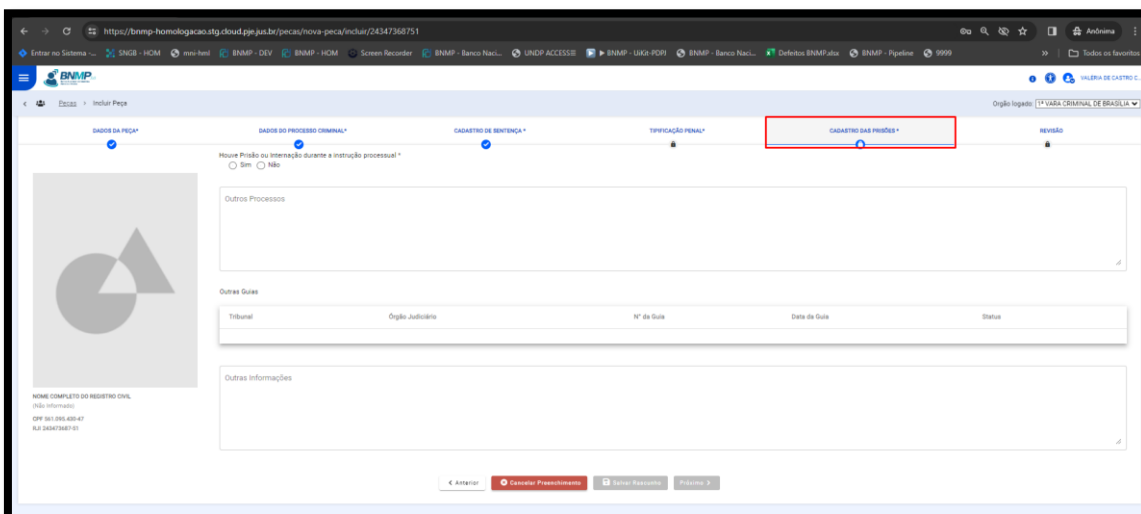 https://bnmp-homologacao.stg.cloud.pje.jus.br/pecas/nova-peca/incluir/24347368751
Anônima
Entrar no Sistema -... SNGB - HOM mni-hml BNMP - DEV BNMP - HOM Screen Recorder BNMP - Banco Naci... UNDP ACCESS BNMP - UiKit-PDPJ BNMP - Banco Naci... Defeitos BNMP.xlsx BNMP - Pipeline 9999 » Todos os favoritos
BNMP
VALÉRIA DE CASTRO C...
Peças > Incluir Peça
Orgão logado: 1ª VARA CRIMINAL DE BRASÍLIA
DADOS DA PEÇA* DADOS DO PROCESSO CRIMINAL* CADASTRO DE SENTENÇA * TIPIFICAÇÃO PENAL* CADASTRO DAS PRISÕES * REVISÃO
Houve Prisão ou Internação durante a instrução processual *
Sim Não
Outros Processos
Outras Guias
Tribunal Órgão Judiciário N° da Guia Data da Guia Status
Outras Informações
NOME COMPLETO DO REGISTRO CIVIL
(Não informado)
CPF 361.095.430-47
RJI 243473687-51
< Anterior Cancelar Preenchimento Salvar Rascunho Próximo >